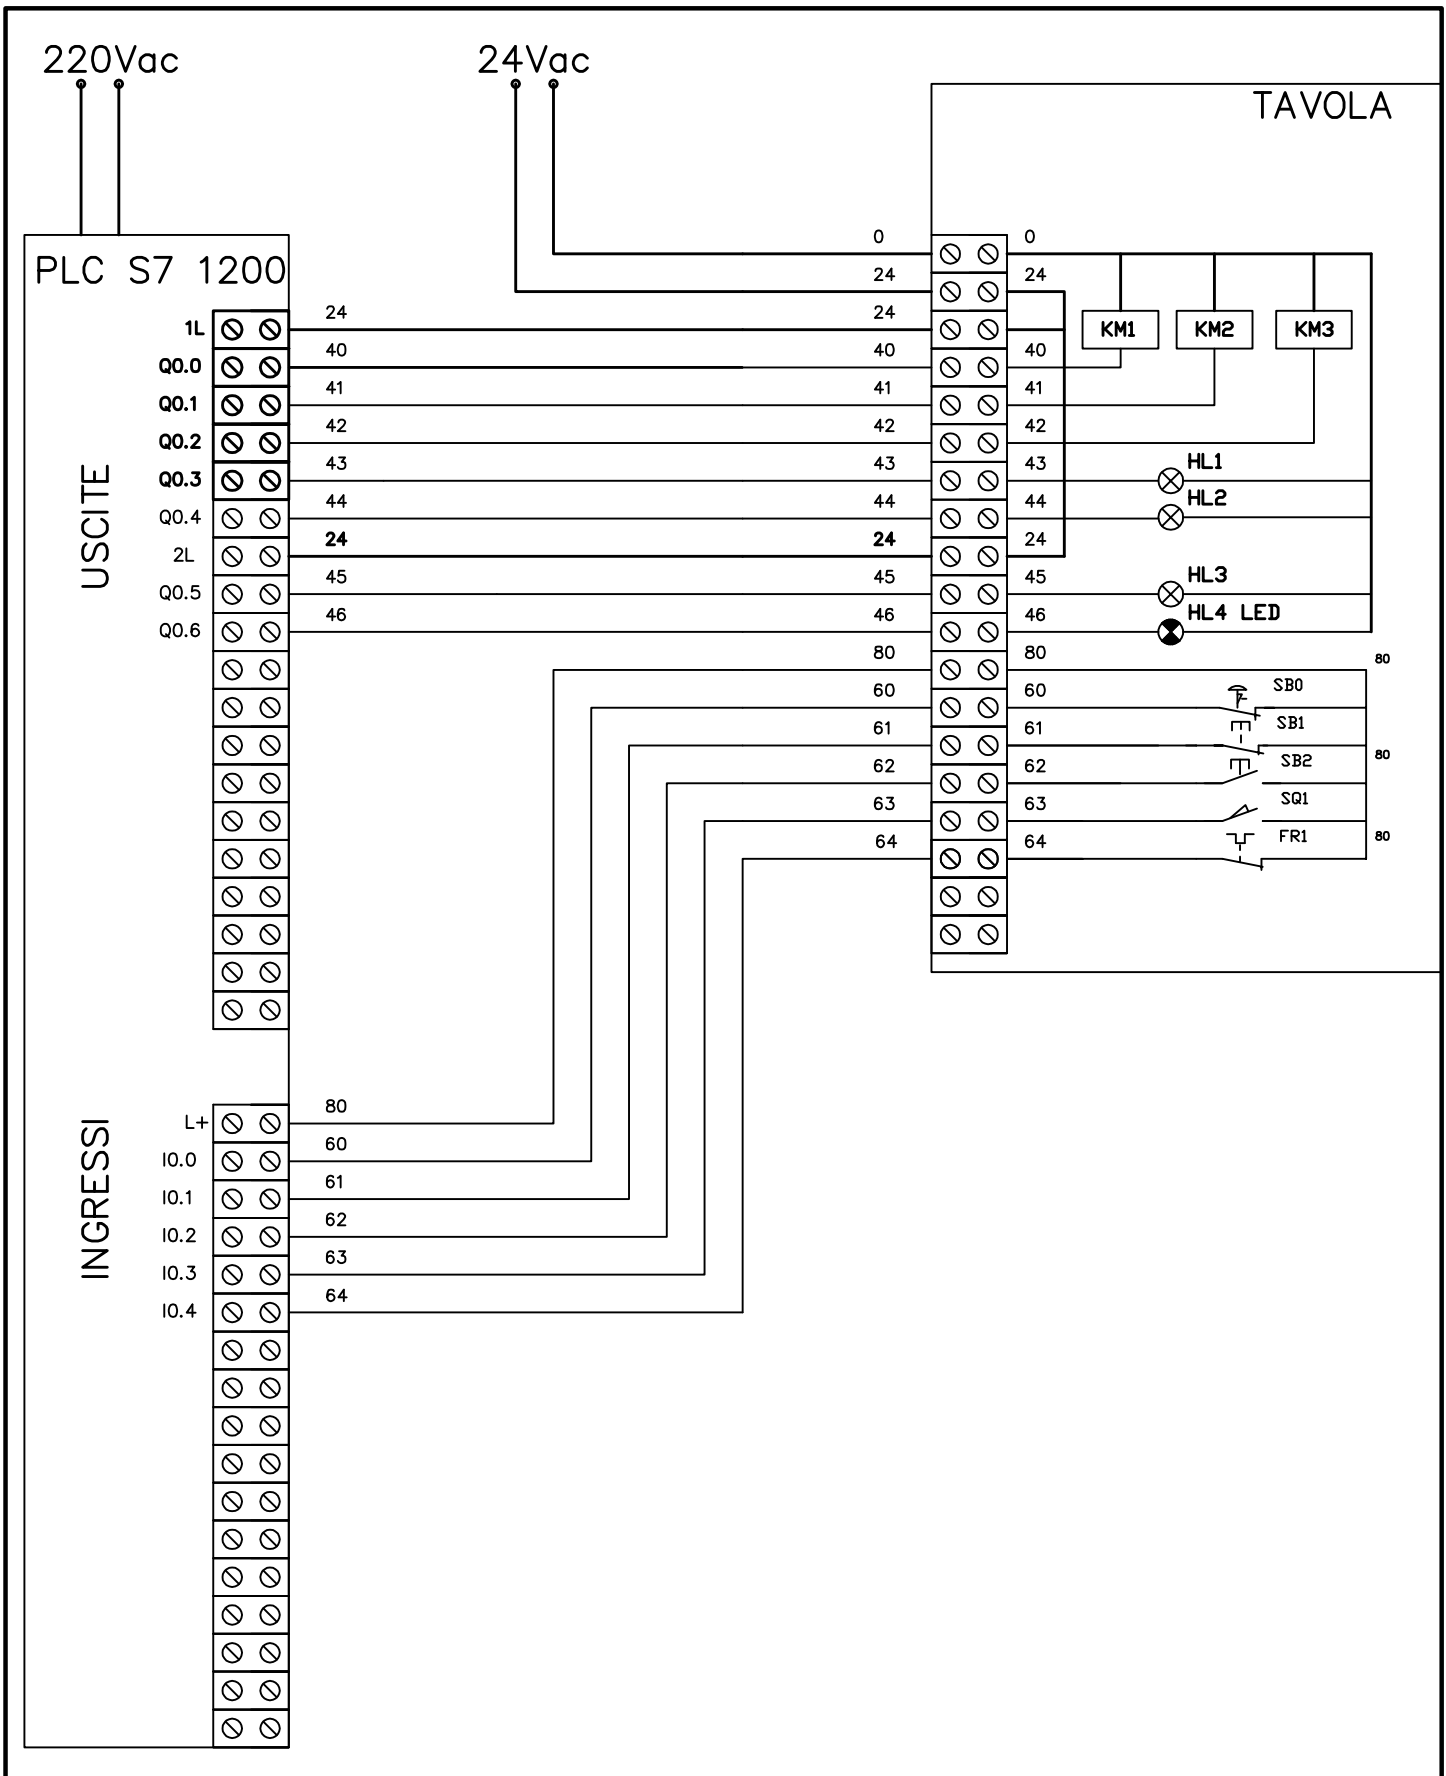 220Vac 24Vac
TAVOLA
PLC S7 1200
0 0
24 24
1L 24 24 KM1 KM2 KM3
Q0.0 40 40 40
Q0.1 41 41 41
Q0.2 42 42 42
Q0.3 43 43 43 HL1
Q0.4 44 44 44 HL2
2L 24 24 24
Q0.5 45 45 45 HL3
Q0.6 46 46 46 HL4 LED
USCITE
80 80 80
60 60 SB0
61 61 SB1
62 62 SB2 80
63 63 SQ1
64 64 FR1 80
L+ 80
I0.0 60
I0.1 61
I0.2 62
I0.3 63
I0.4 64
INGRESSI